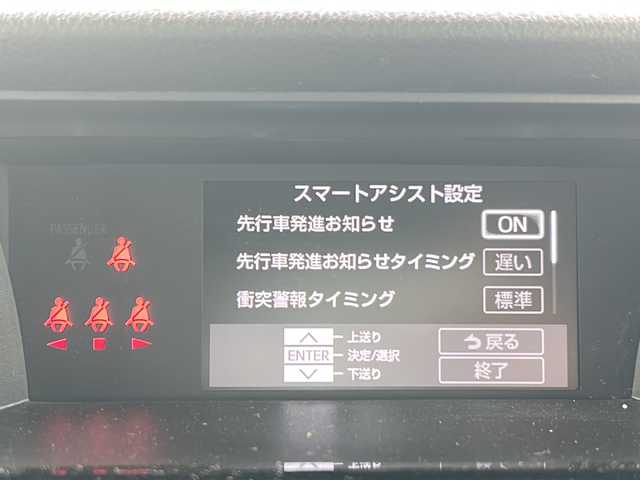 スマートアシスト設定
先行車発進お知らせ ON
PASSENGER
先行車発進お知らせタイミング 遅い
衝突警報タイミング 標準
上送り
戻る
ENTER 決定/選択
下送り
終了